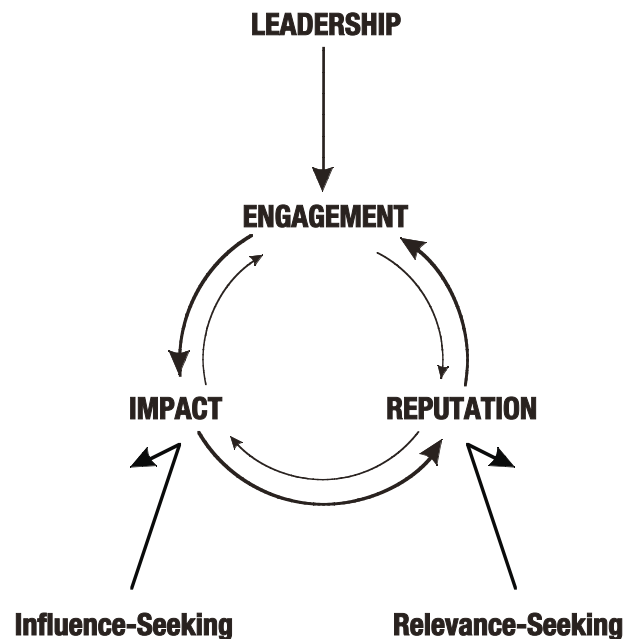 LEADERSHIP
ENGAGEMENT
IMPACT
REPUTATION
Influence-Seeking
Relevance-Seeking